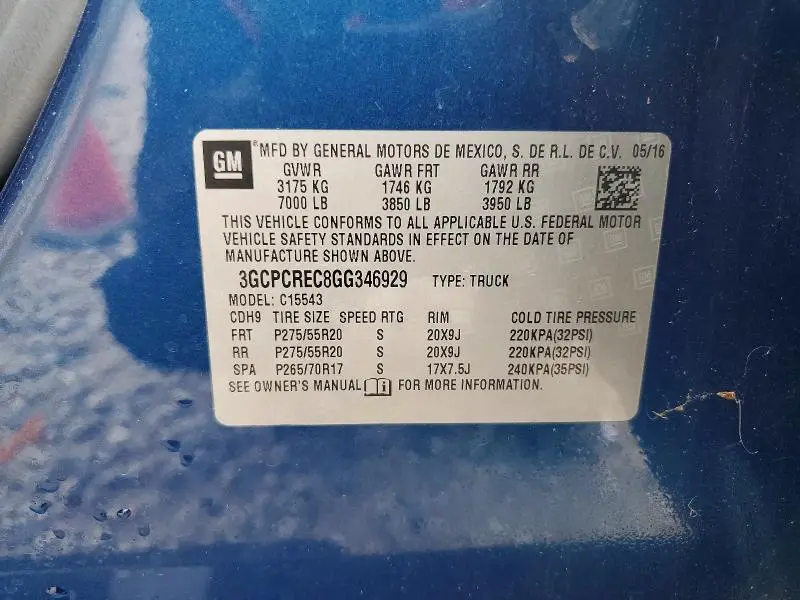 GM
®MFD BY GENERAL MOTORS DE MEXICO, S. DE R.L. DE C.V. 05/16
GVWR GAWR FRT GAWR RR
3175 KG 1746 KG 1792 KG
7000 LB 3850 LB 3950 LB
THIS VEHICLE CONFORMS TO ALL APPLICABLE U.S. FEDERAL MOTOR
VEHICLE SAFETY STANDARDS IN EFFECT ON THE DATE OF
MANUFACTURE SHOWN ABOVE.
3GCPCREC8GG346929 TYPE: TRUCK
MODEL: C15543
CDH9 TIRE SIZE SPEED RTG RIM COLD TIRE PRESSURE
FRT P275/55R20 S 20X9J 220KPA(32PSI)
RR P275/55R20 S 20X9J 220KPA(32PSI)
SPA P265/70R17 S 17X7.5J 240KPA(35PSI)
SEE OWNER'S MANUAL FOR MORE INFORMATION.